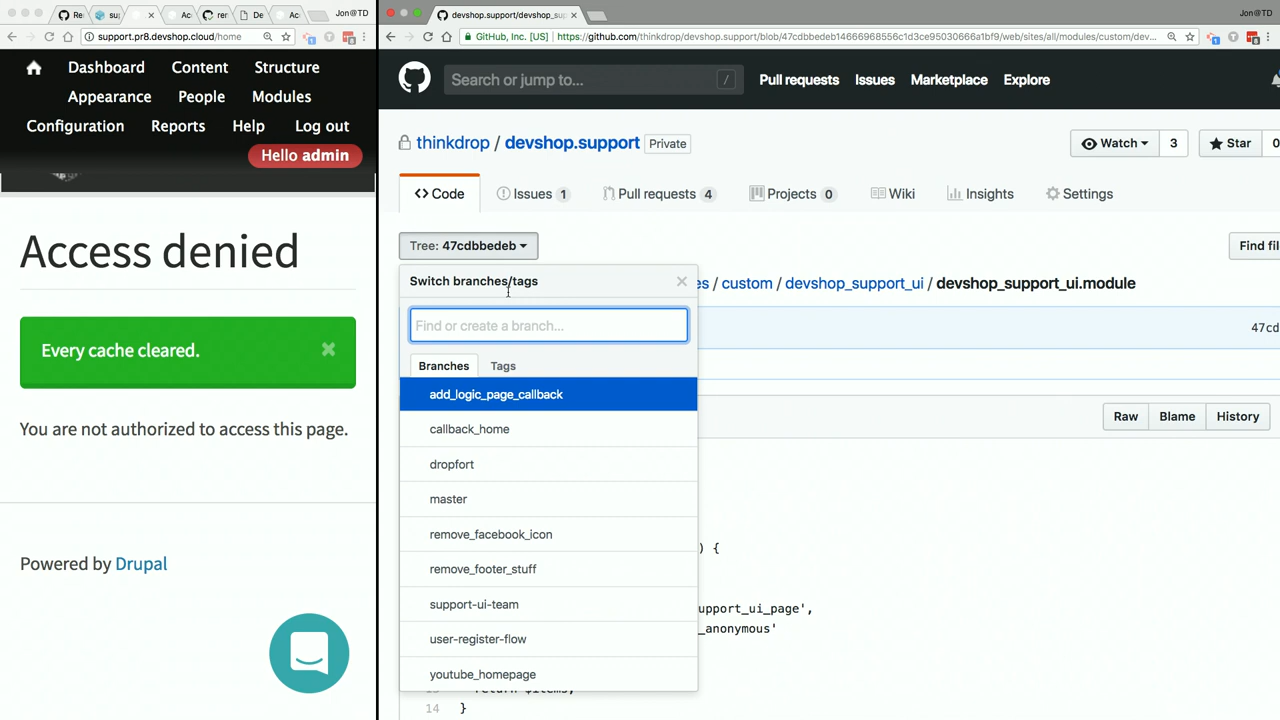 Jon@TD
support.pr8.devshop.cloud/home
Dashboard Content Structure
Appearance People Modules
Configuration Reports Help Log out
Hello admin
Access denied
Every cache cleared. ×
You are not authorized to access this page.
Powered by Drupal
devshop.support/devshop_sup
Jon@TD
GitHub, Inc. [US] https://github.com/thinkdrop/devshop.support/blob/47cdbbedeb14666968556c1d3ce95030666a1bf9/web/sites/all/modules/custom/dev...
Search or jump to... /
Pull requests Issues Marketplace Explore
thinkdrop / devshop.support Private
Watch 3 Star 0
Code Issues 1 Pull requests 4 Projects 0 Wiki Insights Settings
Tree: 47cdbbedeb Find fil
Switch branches/tags ×
es / custom / devshop_support_ui / devshop_support_ui.module
Find or create a branch...
47cd
Branches Tags
add_logic_page_callback
Raw Blame History
callback_home
dropfort
master
remove_facebook_icon
) {
remove_footer_stuff
support-ui-team
upport_ui_page',
_anonymous'
user-register-flow
youtube_homepage
14 }